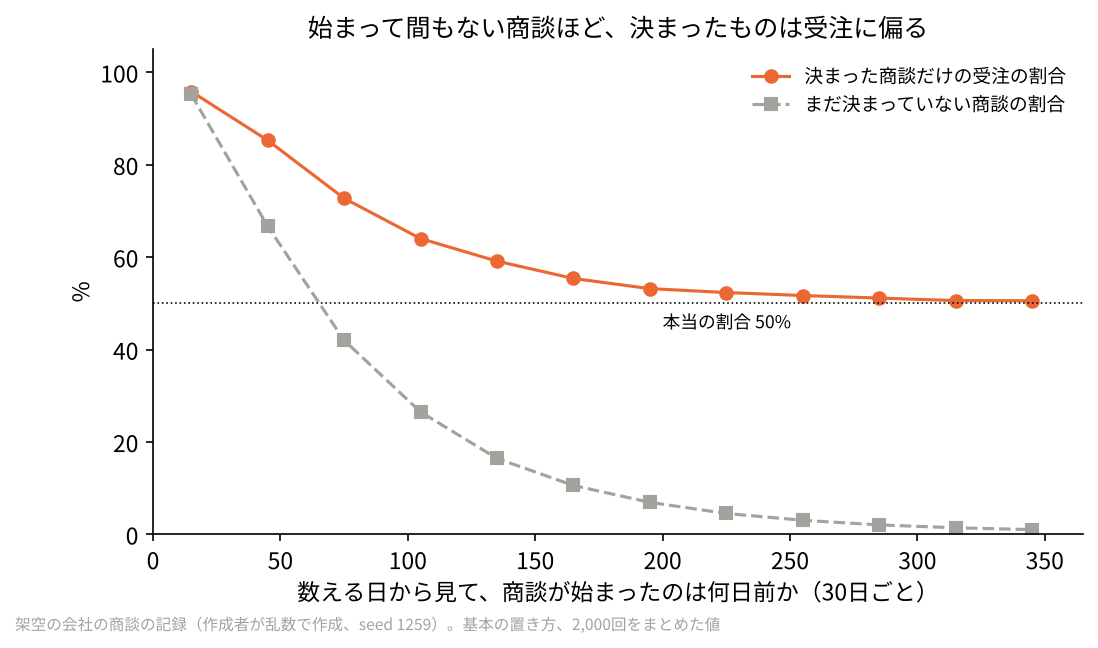 始まって間もない商談ほど、決まったものは受注に偏る
決まった商談だけの受注の割合
まだ決まっていない商談の割合
100
80
60
40
20
0
%
本当の割合 50%
0 50 100 150 200 250 300 350
数える日から見て、商談が始まったのは何日前か（30日ごと）
架空の会社の商談の記録（作成者が乱数で作成、seed 1259）。基本の置き方、2,000回をまとめた値